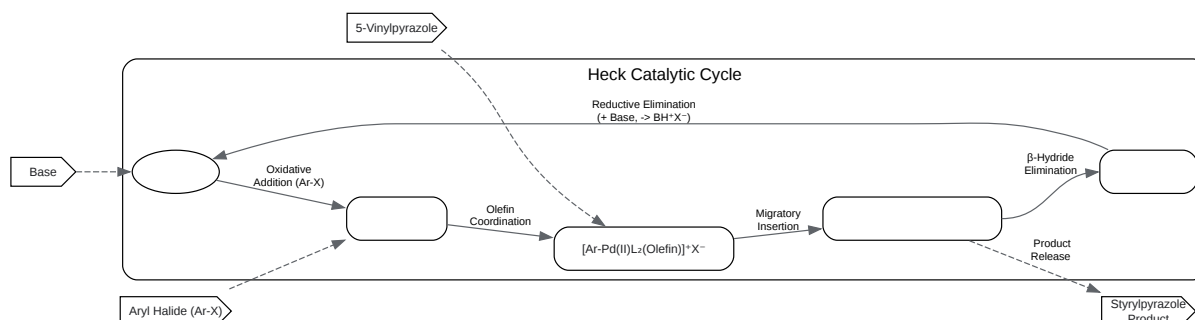 5-Vinylpyrazole
Heck Catalytic Cycle
Reductive Elimination
(+ Base, -> BH⁺X⁻)
Base
Oxidative
Addition (Ar-X)
Olefin
Coordination
[Ar-Pd(II)L₂(Olefin)]⁺X⁻
Migratory
Insertion
β-Hydride
Elimination
Product
Release
Aryl Halide (Ar-X)
Styrylpyrazole
Product